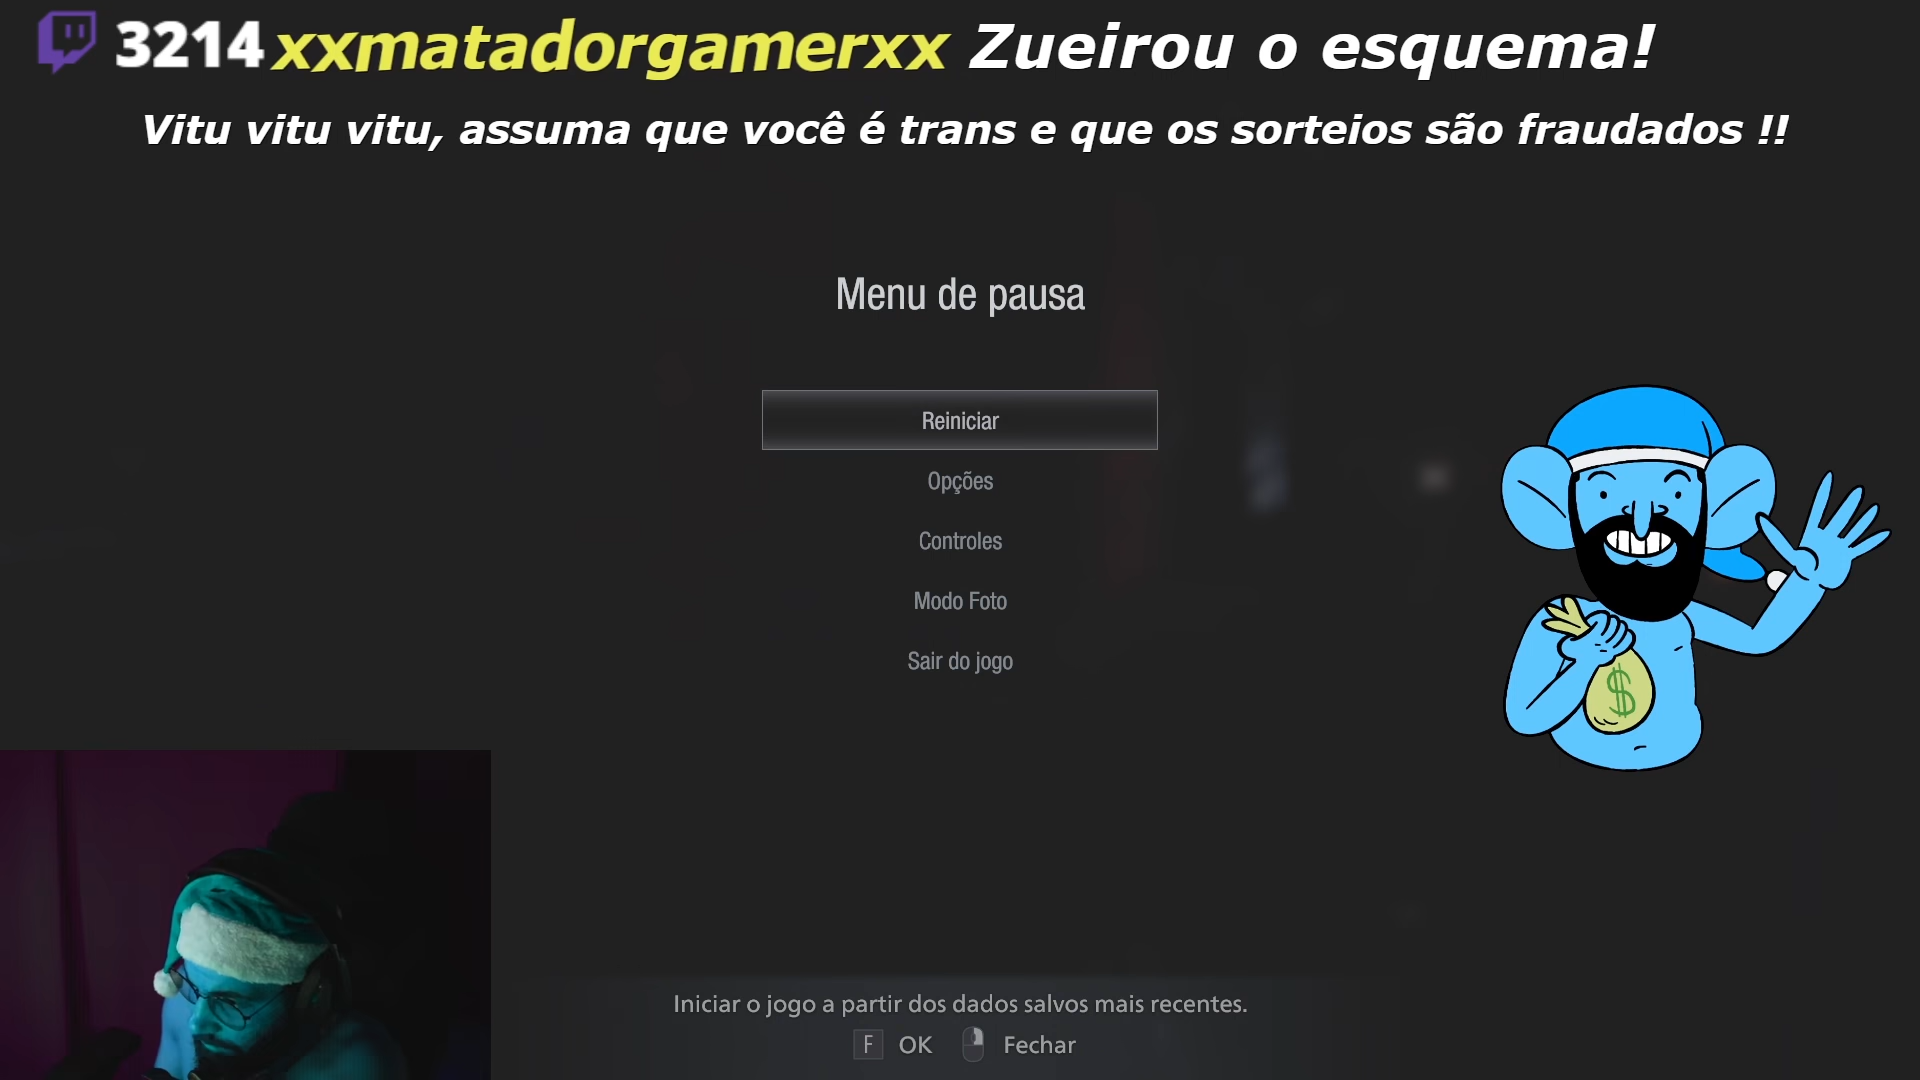 3214 xxmatadorgamerxx Zueirou o esquema!
Vitu vitu vitu, assuma que você é trans e que os sorteios são fraudados !!
Menu de pausa
Reiniciar
Opções
Controles
Modo Foto
Sair do jogo
$
Iniciar o jogo a partir dos dados salvos mais recentes.
F OK Fechar